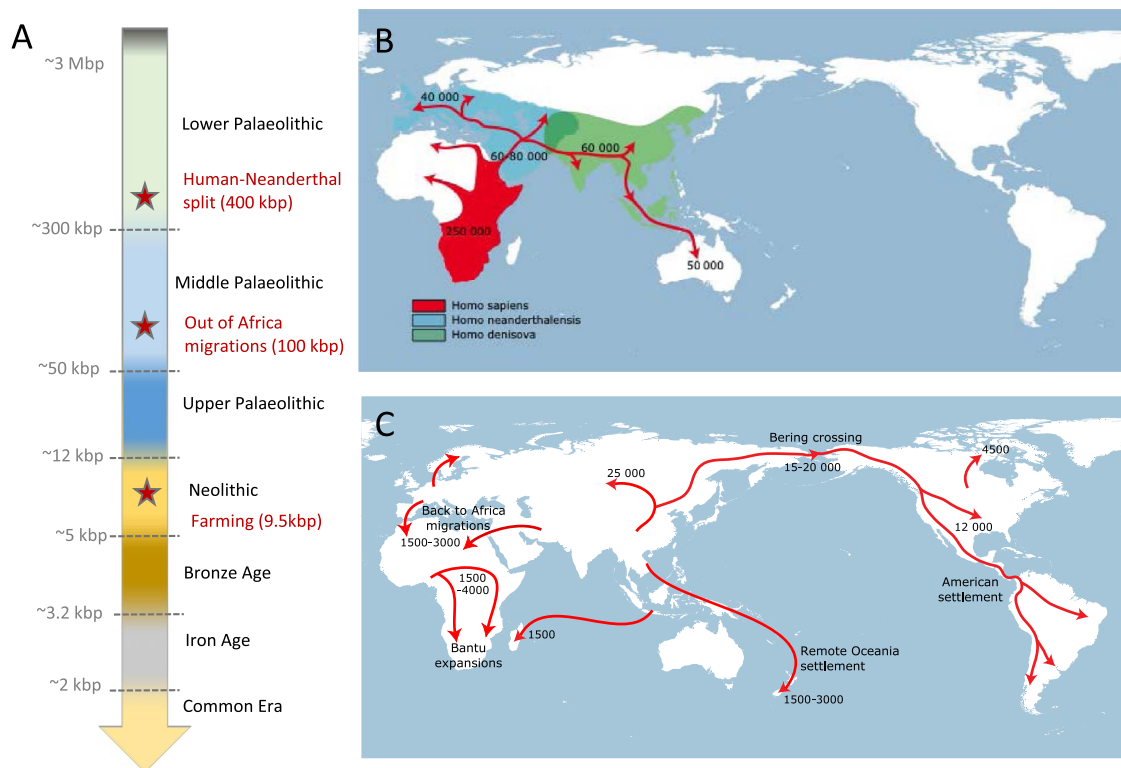 A
~3 Mbp
Lower Palaeolithic
Human-Neanderthal
split (400 kbp)
~300 kbp
Middle Palaeolithic
Out of Africa
migrations (100 kbp)
~50 kbp
Upper Palaeolithic
~12 kbp
Neolithic
Farming (9.5kbp)
~5 kbp
Bronze Age
~3.2 kbp
Iron Age
~2 kbp
Common Era
B
40 000
60-80 000
60 000
250 000
50 000
Homo sapiens
Homo neanderthalensis
Homo denisova
C
Bering crossing
15-20 000
4500
25 000
Back to Africa
migrations
1500-3000
12 000
1500
-4000
American
settlement
1500
Bantu
expansions
Remote Oceania
settlement
1500-3000